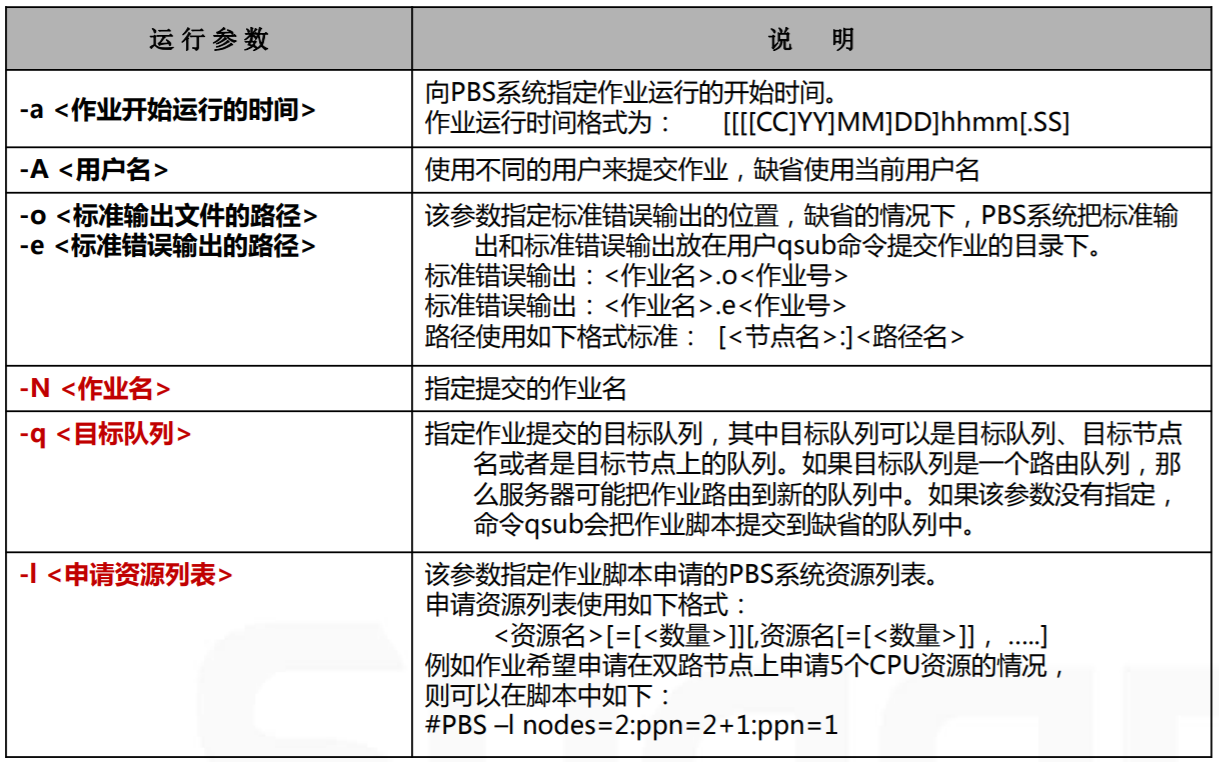 运 行 参 数
说 明
-a <作业开始运行的时间>
向PBS系统指定作业运行的开始时间。
作业运行时间格式为： [[[[CC]YY]MM]DD]hhmm[.SS]
-A <用户名>
使用不同的用户来提交作业，缺省使用当前用户名
-o <标准输出文件的路径>
-e <标准错误输出的路径>
该参数指定标准错误输出的位置，缺省的情况下，PBS系统把标准输
出和标准错误输出放在用户qsub命令提交作业的目录下。
标准错误输出：<作业名>.o<作业号>
标准错误输出：<作业名>.e<作业号>
路径使用如下格式标准： [<节点名>:]<路径名>
-N <作业名>
指定提交的作业名
-q <目标队列>
指定作业提交的目标队列，其中目标队列可以是目标队列、目标节点
名或者是目标节点上的队列。如果目标队列是一个路由队列，那
么服务器可能把作业路由到新的队列中。如果该参数没有指定，
命令qsub会把作业脚本提交到缺省的队列中。
-l <申请资源列表>
该参数指定作业脚本申请的PBS系统资源列表。
申请资源列表使用如下格式：
<资源名>[=[<数量>]][,资源名[=[<数量>]]，…..]
例如作业希望申请在双路节点上申请5个CPU资源的情况，
则可以在脚本中如下：
#PBS –l nodes=2:ppn=2+1:ppn=1